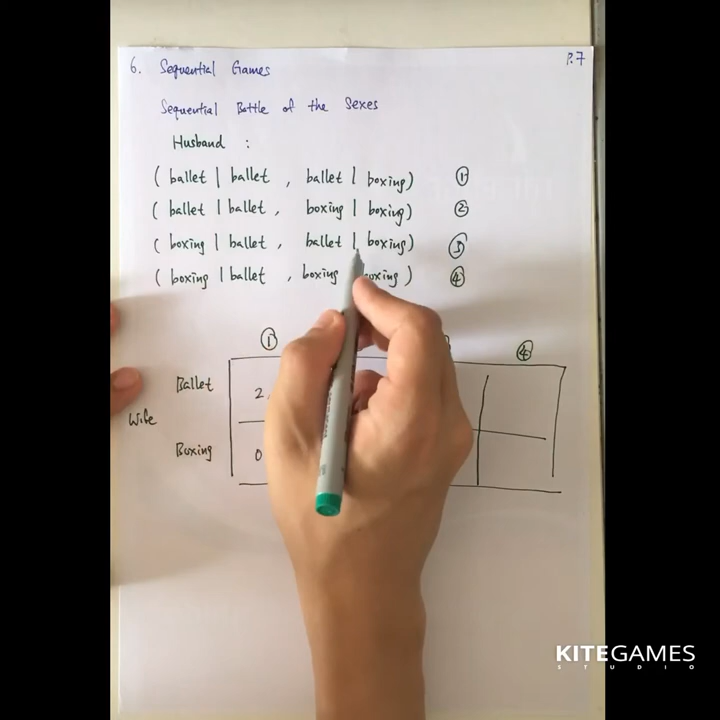 6. Sequential Games P.7
Sequential Battle of the Sexes
Husband :
( ballet | ballet , ballet | boxing) ①
( ballet | ballet , boxing | boxing) ②
( boxing | ballet , ballet | boxing) ③
( boxing | ballet , boxing ) ④
① ④
Ballet 2,
Wife
Boxing 0
KITEGAMES
STUDIO